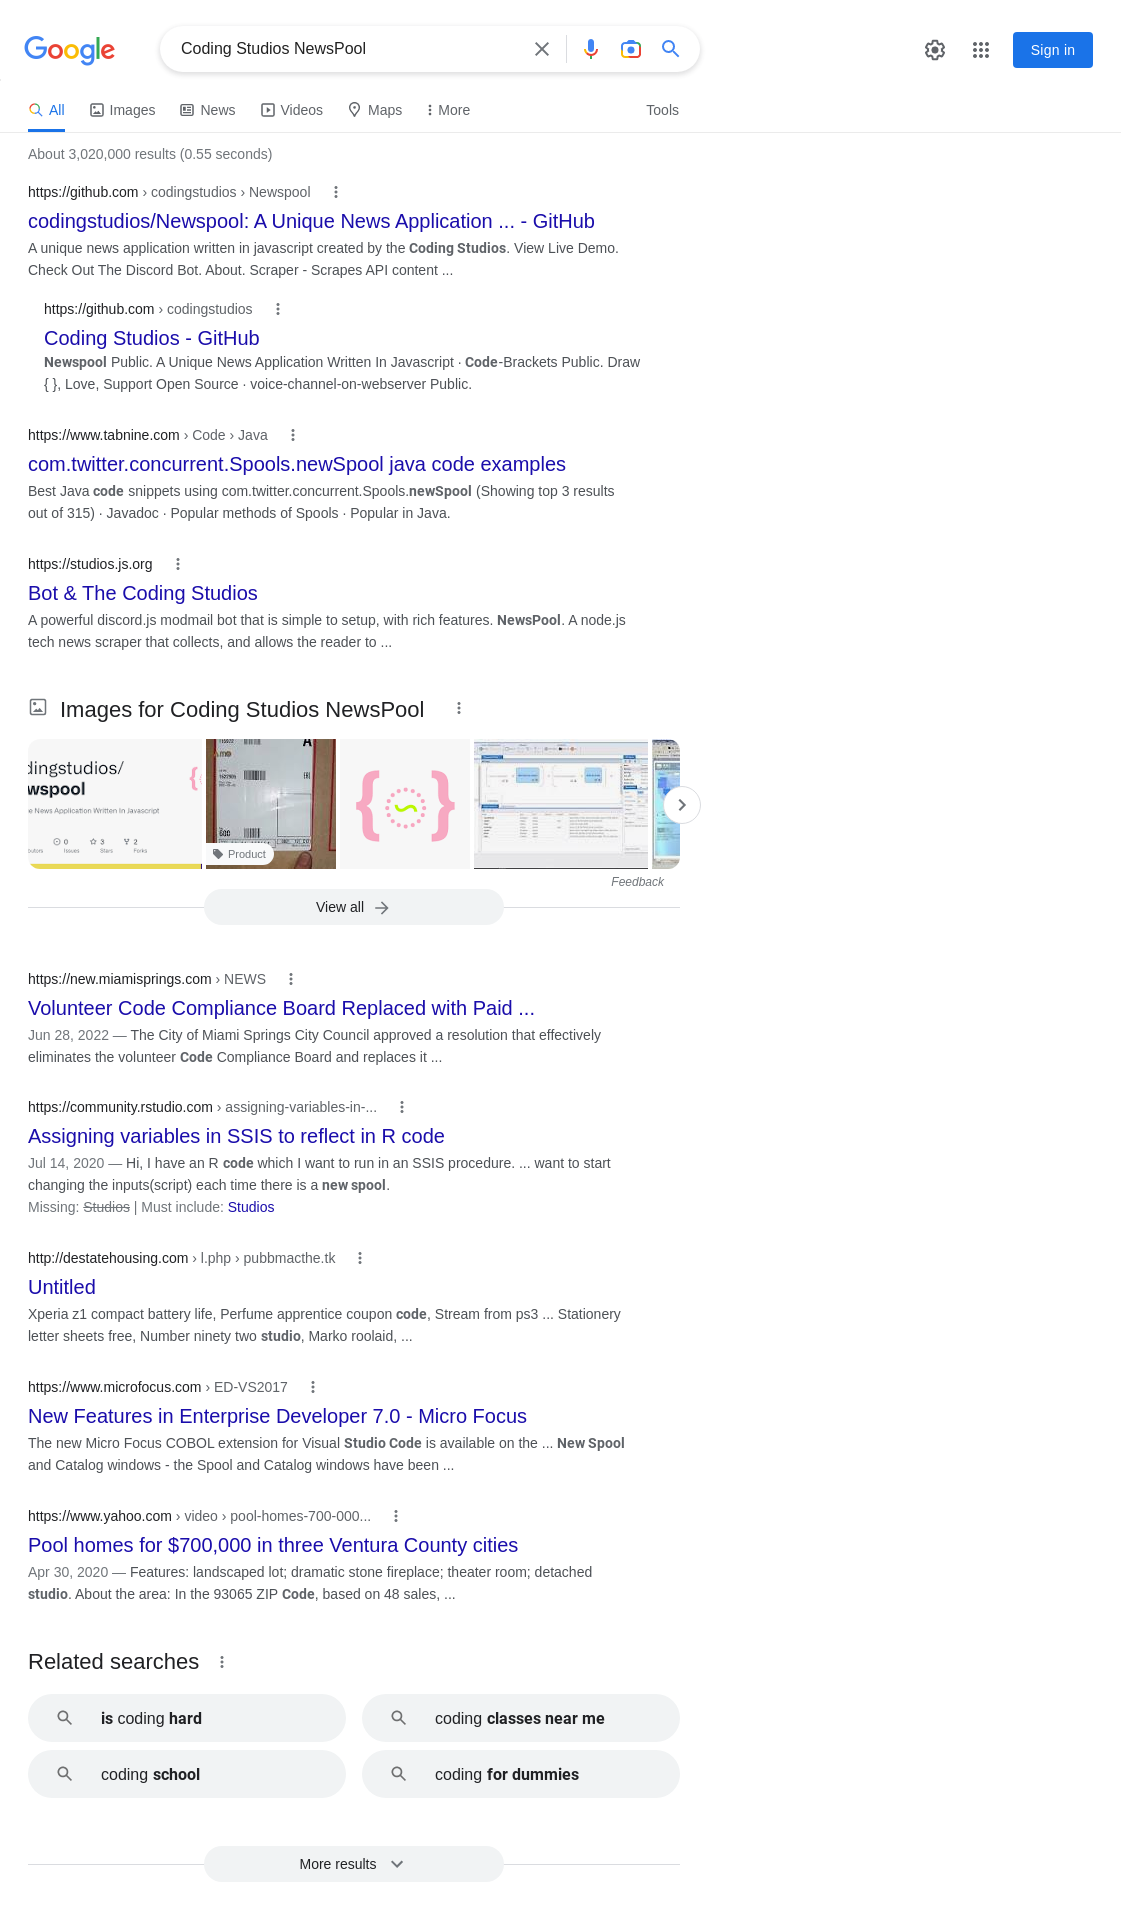 Google
Coding Studios NewsPool
Sign in
All
Images
News
Videos
Maps
More
Tools
About 3,020,000 results (0.55 seconds)
https://github.com › codingstudios › Newspool
codingstudios/Newspool: A Unique News Application ... - GitHub
A unique news application written in javascript created by the Coding Studios. View Live Demo.
Check Out The Discord Bot. About. Scraper - Scrapes API content ...
https://github.com › codingstudios
Coding Studios - GitHub
Newspool Public. A Unique News Application Written In Javascript · Code-Brackets Public. Draw
{ }, Love, Support Open Source · voice-channel-on-webserver Public.
https://www.tabnine.com › Code › Java
com.twitter.concurrent.Spools.newSpool java code examples
Best Java code snippets using com.twitter.concurrent.Spools.newSpool (Showing top 3 results
out of 315) · Javadoc · Popular methods of Spools · Popular in Java.
https://studios.js.org
Bot & The Coding Studios
A powerful discord.js modmail bot that is simple to setup, with rich features. NewsPool. A node.js
tech news scraper that collects, and allows the reader to ...
Images for Coding Studios NewsPool
dingstudios/
wspool
e News Application Written In Javascript
0
3
2
Issues
Stars
Forks
Product
Feedback
View all
https://new.miamisprings.com › NEWS
Volunteer Code Compliance Board Replaced with Paid ...
Jun 28, 2022 — The City of Miami Springs City Council approved a resolution that effectively
eliminates the volunteer Code Compliance Board and replaces it ...
https://community.rstudio.com › assigning-variables-in-...
Assigning variables in SSIS to reflect in R code
Jul 14, 2020 — Hi, I have an R code which I want to run in an SSIS procedure. ... want to start
changing the inputs(script) each time there is a new spool.
Missing: Studios | Must include: Studios
http://destatehousing.com › l.php › pubbmacthe.tk
Untitled
Xperia z1 compact battery life, Perfume apprentice coupon code, Stream from ps3 ... Stationery
letter sheets free, Number ninety two studio, Marko roolaid, ...
https://www.microfocus.com › ED-VS2017
New Features in Enterprise Developer 7.0 - Micro Focus
The new Micro Focus COBOL extension for Visual Studio Code is available on the ... New Spool
and Catalog windows - the Spool and Catalog windows have been ...
https://www.yahoo.com › video › pool-homes-700-000...
Pool homes for $700,000 in three Ventura County cities
Apr 30, 2020 — Features: landscaped lot; dramatic stone fireplace; theater room; detached
studio. About the area: In the 93065 ZIP Code, based on 48 sales, ...
Related searches
is coding hard
coding classes near me
coding school
coding for dummies
More results